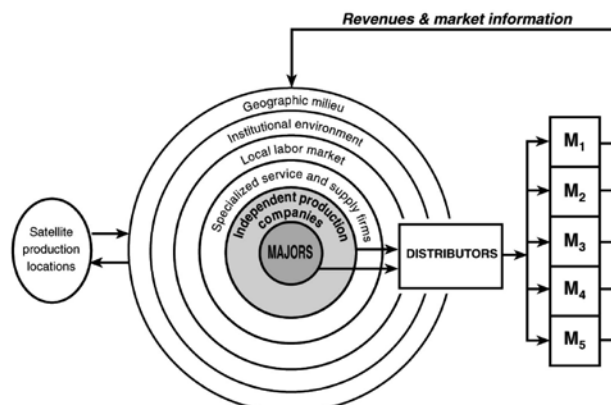 Revenues & market information
Geographic milieu
Institutional environment
Local labor market
Specialized service and supply firms
Independent production
companies
MAJORS
Satellite
production
locations
DISTRIBUTORS
M₁
M₂
M₃
M₄
M₅